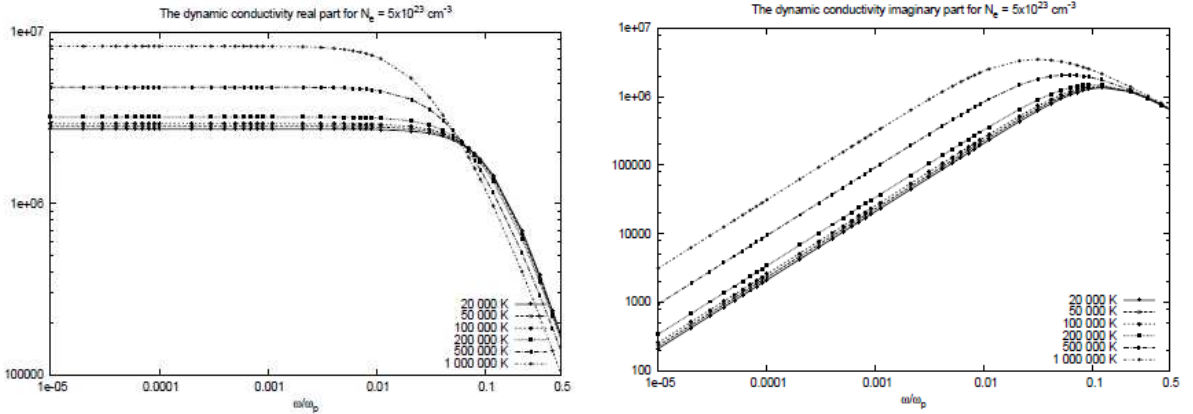 The dynamic conductivity real part for Ne = 5x10^23 cm^-3
1e+07
1e+06
100000
1e-05
0.0001
0.001
0.01
0.1
0.5
ω/ωp
20 000 K
50 000 K
100 000 K
200 000 K
500 000 K
1 000 000 K
The dynamic conductivity imaginary part for Ne = 5x10^23 cm^-3
1e+07
1e+06
100000
10000
1000
100
1e-05
0.0001
0.001
0.01
0.1
0.5
ω/ωp
20 000 K
50 000 K
100 000 K
200 000 K
500 000 K
1 000 000 K